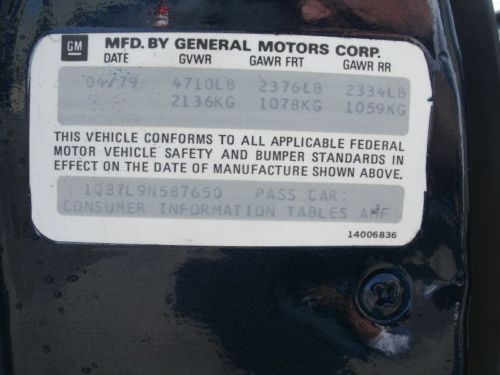 GM MFD. BY GENERAL MOTORS CORP.
DATE GVWR GAWR FRT GAWR RR
04/79 4710LB 2376LB 2334LB
2136KG 1078KG 1059KG
THIS VEHICLE CONFORMS TO ALL APPLICABLE FEDERAL
MOTOR VEHICLE SAFETY AND BUMPER STANDARDS IN
EFFECT ON THE DATE OF MANUFACTURE SHOWN ABOVE.
1Q87L9N587650 PASS CAR:
CONSUMER INFORMATION TABLES
14006836